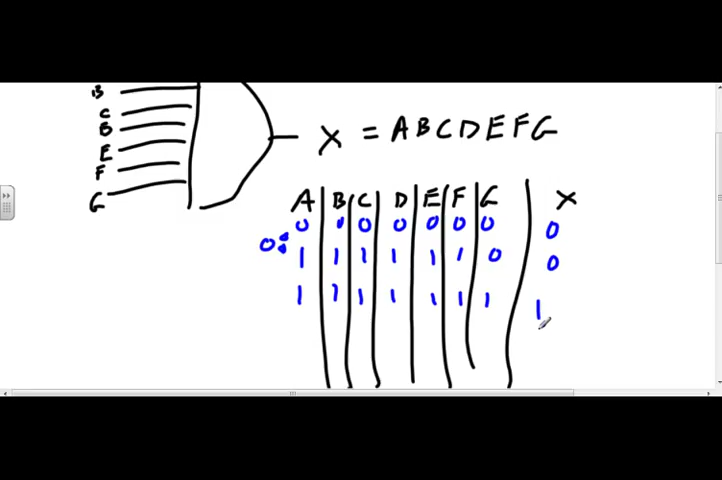 B
C
B
E
F
G
X = ABCDEFG
A B C D E F G X
0 0 0 0 0 0 0 0
0:
1 1 1 1 1 1 0 0
1 1 1 1 1 1 1 1